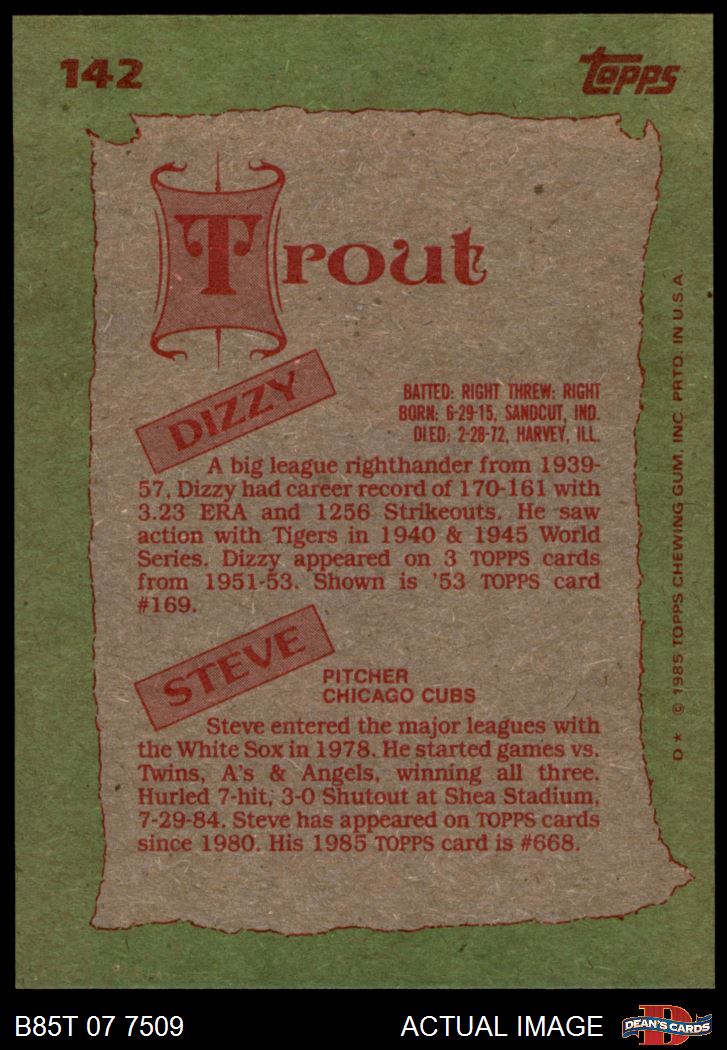 142
Topps
Trout
DIZZY
BATTED: RIGHT THREW: RIGHT
BORN: 6-29-15, SANDCUT, IND.
DIED: 2-28-72, HARVEY, ILL.
A big league righthander from 1939-
57, Dizzy had career record of 170-161 with
3.23 ERA and 1256 Strikeouts. He saw
action with Tigers in 1940 & 1945 World
Series. Dizzy appeared on 3 TOPPS cards
from 1951-53. Shown is '53 TOPPS card
#169.
STEVE
PITCHER
CHICAGO CUBS
Steve entered the major leagues with
the White Sox in 1978. He started games vs.
Twins, A's & Angels, winning all three.
Hurled 7-hit, 3-0 Shutout at Shea Stadium,
7-29-84. Steve has appeared on TOPPS cards
since 1980. His 1985 TOPPS card is #668.
D* © 1985 TOPPS CHEWING GUM, INC. PRTD. IN U.S.A.
B85T 07 7509
ACTUAL IMAGE
D
DEAN'S CARDS